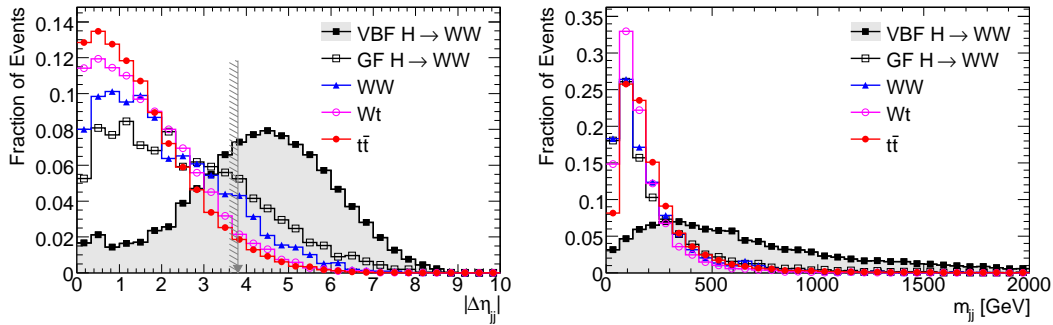 Fraction of Events
0.14
0.12
0.1
0.08
0.06
0.04
0.02
0
VBF H → WW
GF H → WW
WW
Wt
tt̄
0 1 2 3 4 5 6 7 8 9 10
|Δη_jj|
Fraction of Events
0.35
0.3
0.25
0.2
0.15
0.1
0.05
0
VBF H → WW
GF H → WW
WW
Wt
tt̄
0 500 1000 1500 2000
m_jj [GeV]